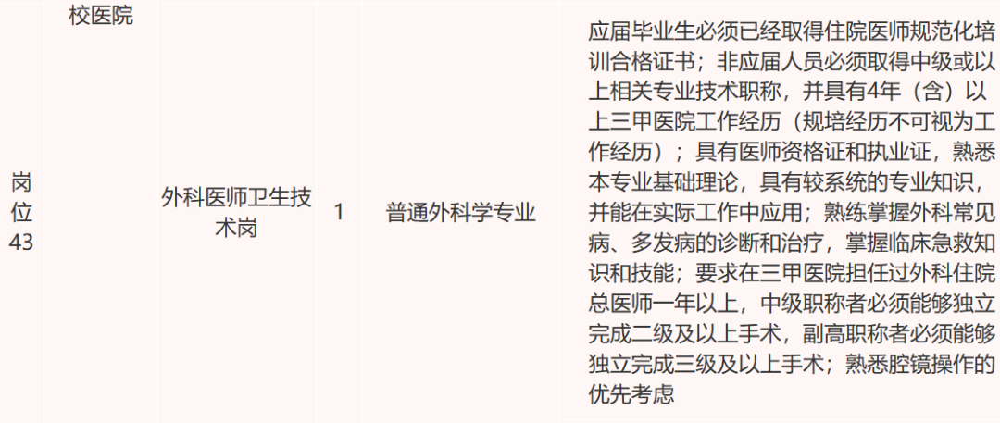 校医院
岗
位
43
外科医师卫生技
术岗
1
普通外科学专业
应届毕业生必须已经取得住院医师规范化培
训合格证书；非应届人员必须取得中级或以
上相关专业技术职称，并具有4年（含）以
上三甲医院工作经历（规培经历不可视为工
作经历）；具有医师资格证和执业证，熟悉
本专业基础理论，具有较系统的专业知识，
并能在实际工作中应用；熟练掌握外科常见
病、多发病的诊断和治疗，掌握临床急救知
识和技能；要求在三甲医院担任过外科住院
总医师一年以上，中级职称者必须能够独立
完成二级及以上手术，副高职称者必须能够
独立完成三级及以上手术；熟悉腔镜操作的
优先考虑